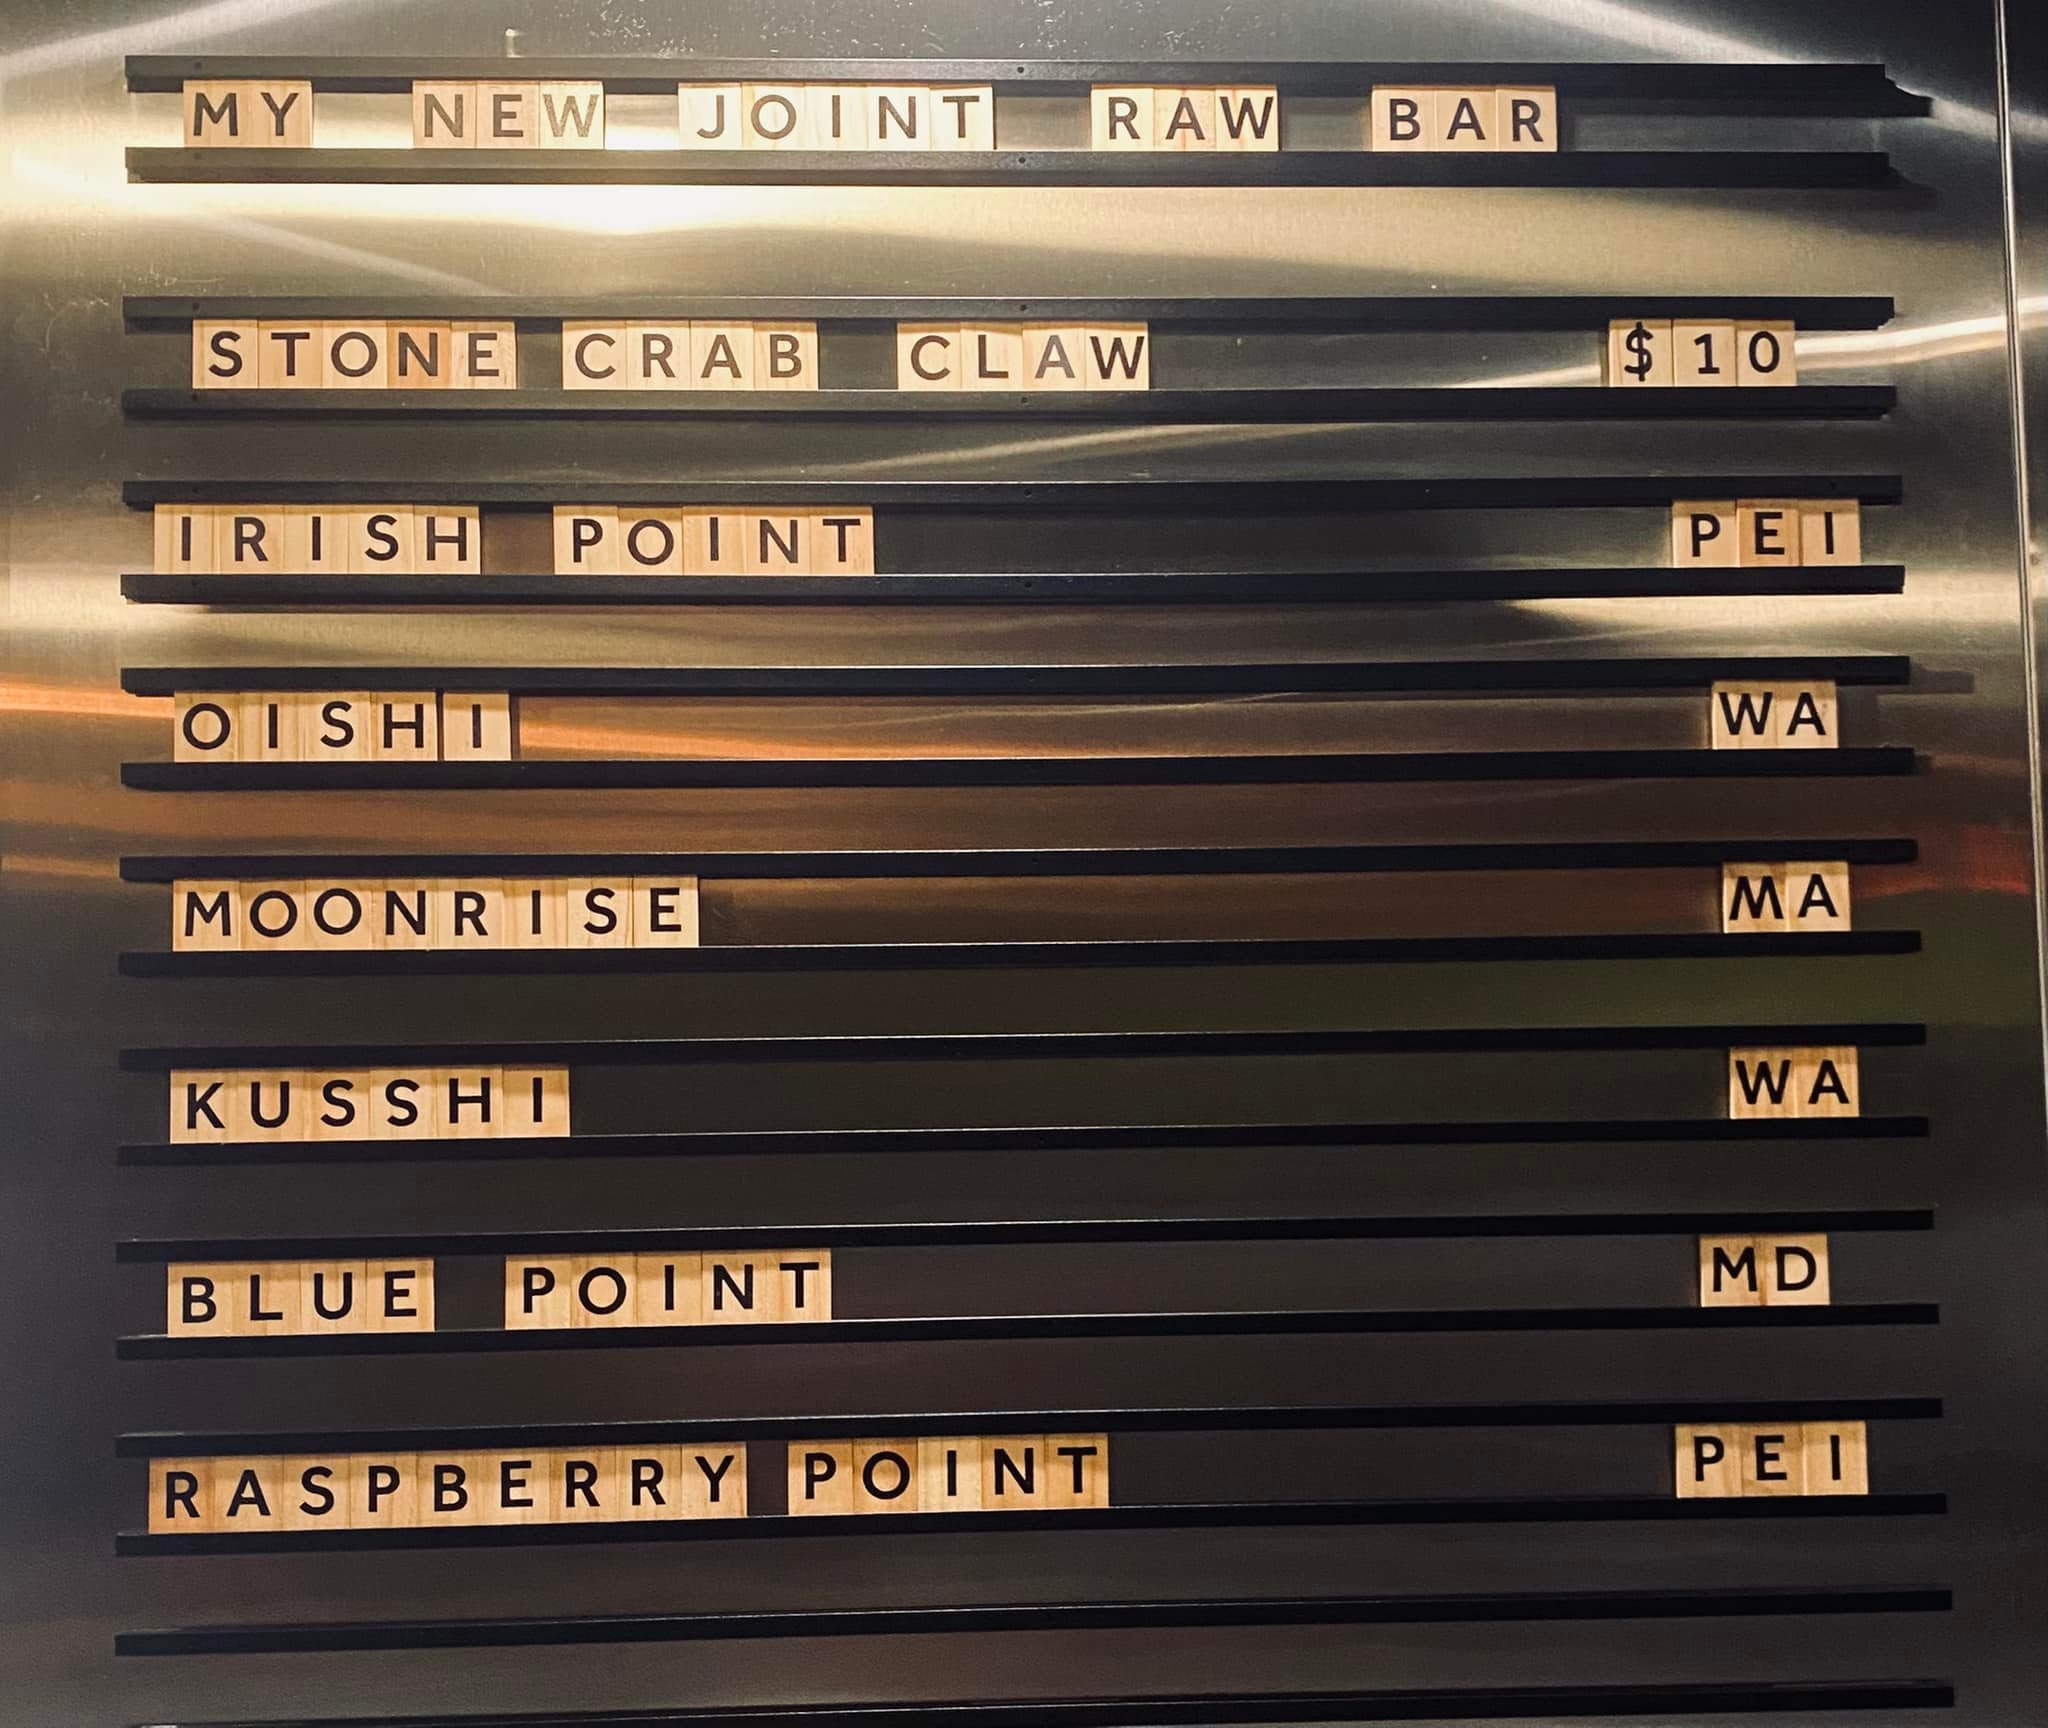 MY NEW JOINT RAW BAR
STONE CRAB CLAW $10
IRISH POINT PEI
OISHI WA
MOONRISE MA
KUSSHI WA
BLUE POINT MD
RASPBERRY POINT PEI